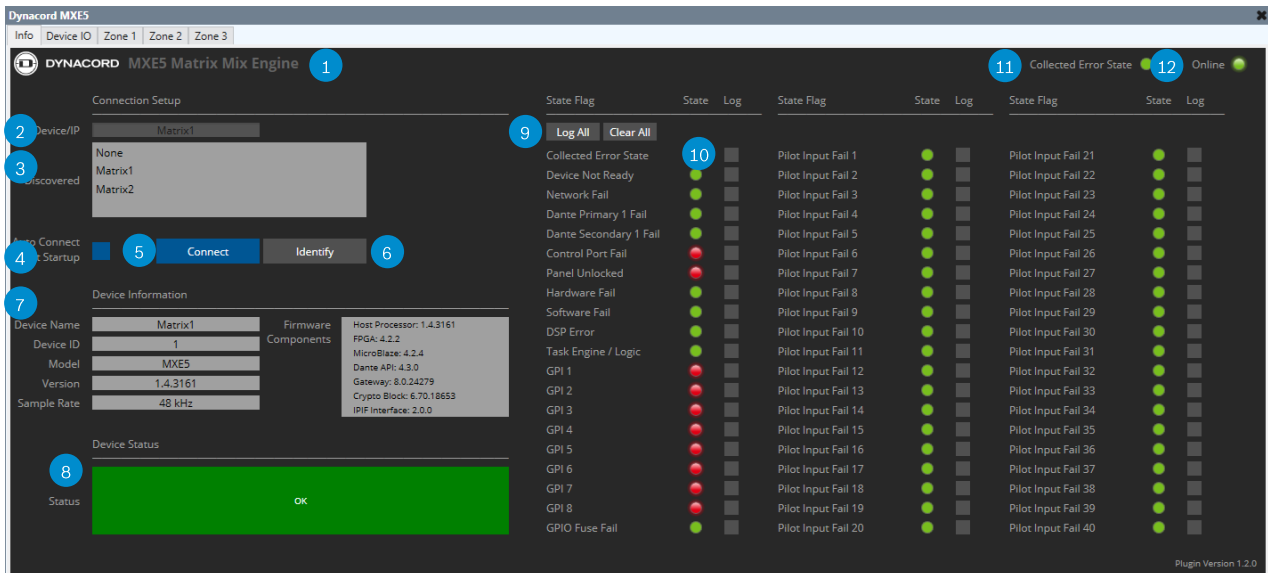 Dynacord MXE5
Info Device IO Zone 1 Zone 2 Zone 3
DYNACORD MXE5 Matrix Mix Engine 1 11 Collected Error State 12 Online
Connection Setup State Flag State Log State Flag State Log State Flag State Log
2 Device/IP Matrix1 9 Log All Clear All
3 Discovered
None
Matrix1
Matrix2
Auto Connect
4 Startup 5 Connect Identify 6
7 Device Information
Device Name Matrix1
Device ID 1
Model MXE5
Version 1.4.3161
Sample Rate 48 kHz
Firmware
Components
Host Processor: 1.4.3161
FPGA: 4.2.2
MicroBlaze: 4.2.4
Dante API: 4.3.0
Gateway: 8.0.24279
Crypto Block: 6.70.18653
IPIF Interface: 2.0.0
Device Status
8
Status OK
Collected Error State 10 Pilot Input Fail 1 Pilot Input Fail 21
Device Not Ready Pilot Input Fail 2 Pilot Input Fail 22
Network Fail Pilot Input Fail 3 Pilot Input Fail 23
Dante Primary 1 Fail Pilot Input Fail 4 Pilot Input Fail 24
Dante Secondary 1 Fail Pilot Input Fail 5 Pilot Input Fail 25
Control Port Fail Pilot Input Fail 6 Pilot Input Fail 26
Panel Unlocked Pilot Input Fail 7 Pilot Input Fail 27
Hardware Fail Pilot Input Fail 8 Pilot Input Fail 28
Software Fail Pilot Input Fail 9 Pilot Input Fail 29
DSP Error Pilot Input Fail 10 Pilot Input Fail 30
Task Engine / Logic Pilot Input Fail 11 Pilot Input Fail 31
GPI 1 Pilot Input Fail 12 Pilot Input Fail 32
GPI 2 Pilot Input Fail 13 Pilot Input Fail 33
GPI 3 Pilot Input Fail 14 Pilot Input Fail 34
GPI 4 Pilot Input Fail 15 Pilot Input Fail 35
GPI 5 Pilot Input Fail 16 Pilot Input Fail 36
GPI 6 Pilot Input Fail 17 Pilot Input Fail 37
GPI 7 Pilot Input Fail 18 Pilot Input Fail 38
GPI 8 Pilot Input Fail 19 Pilot Input Fail 39
GPIO Fuse Fail Pilot Input Fail 20 Pilot Input Fail 40
Plugin Version 1.2.0